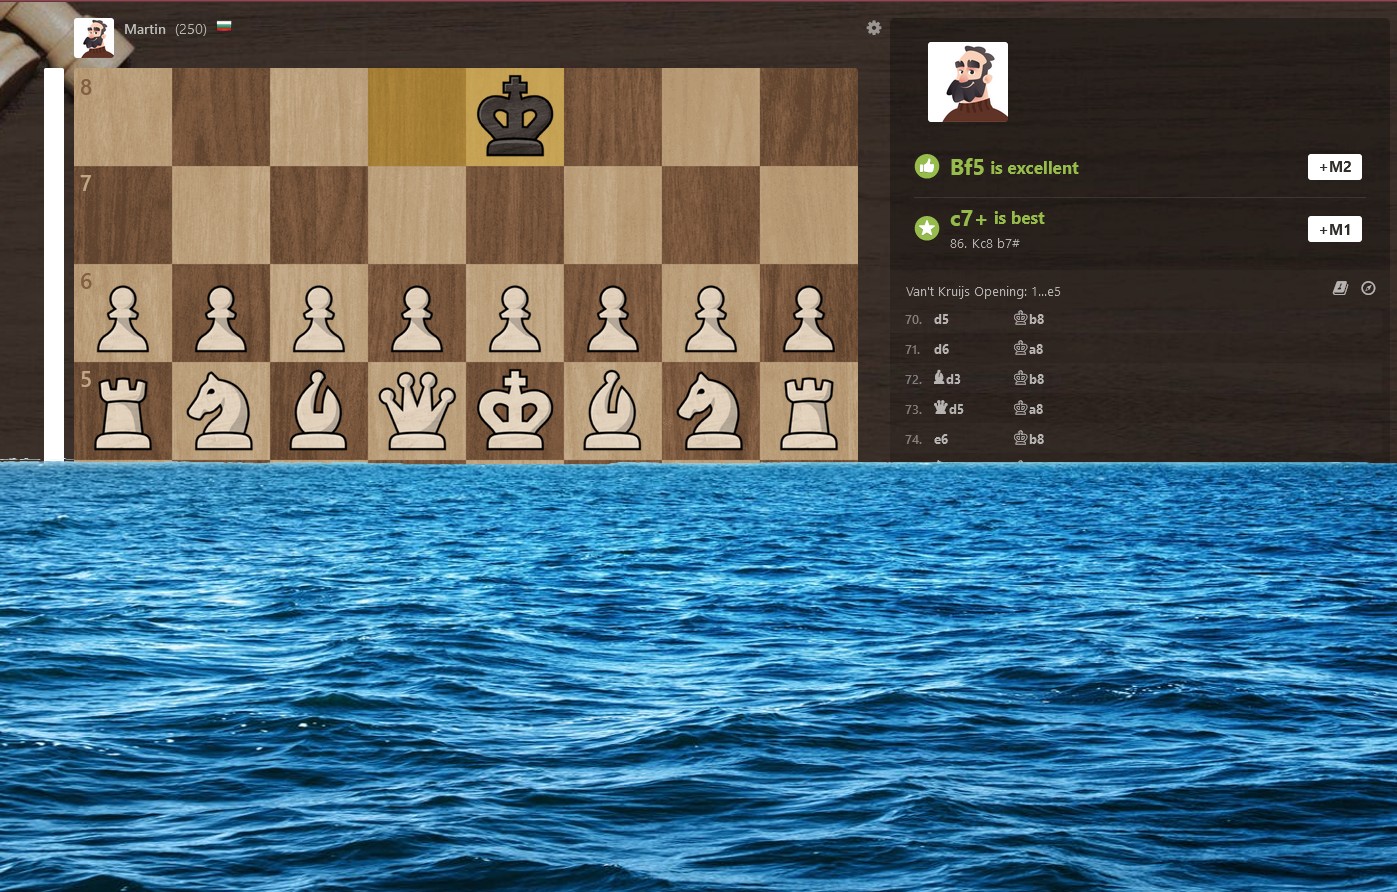 Martin (250)
8
7
6
5
Bf5 is excellent
+M2
c7+ is best
+M1
86. Kc8 b7#
Van't Kruijs Opening: 1...e5
70. d5 ♔b8
71. d6 ♔a8
72. ♝d3 ♔b8
73. ♛d5 ♔a8
74. e6 ♔b8